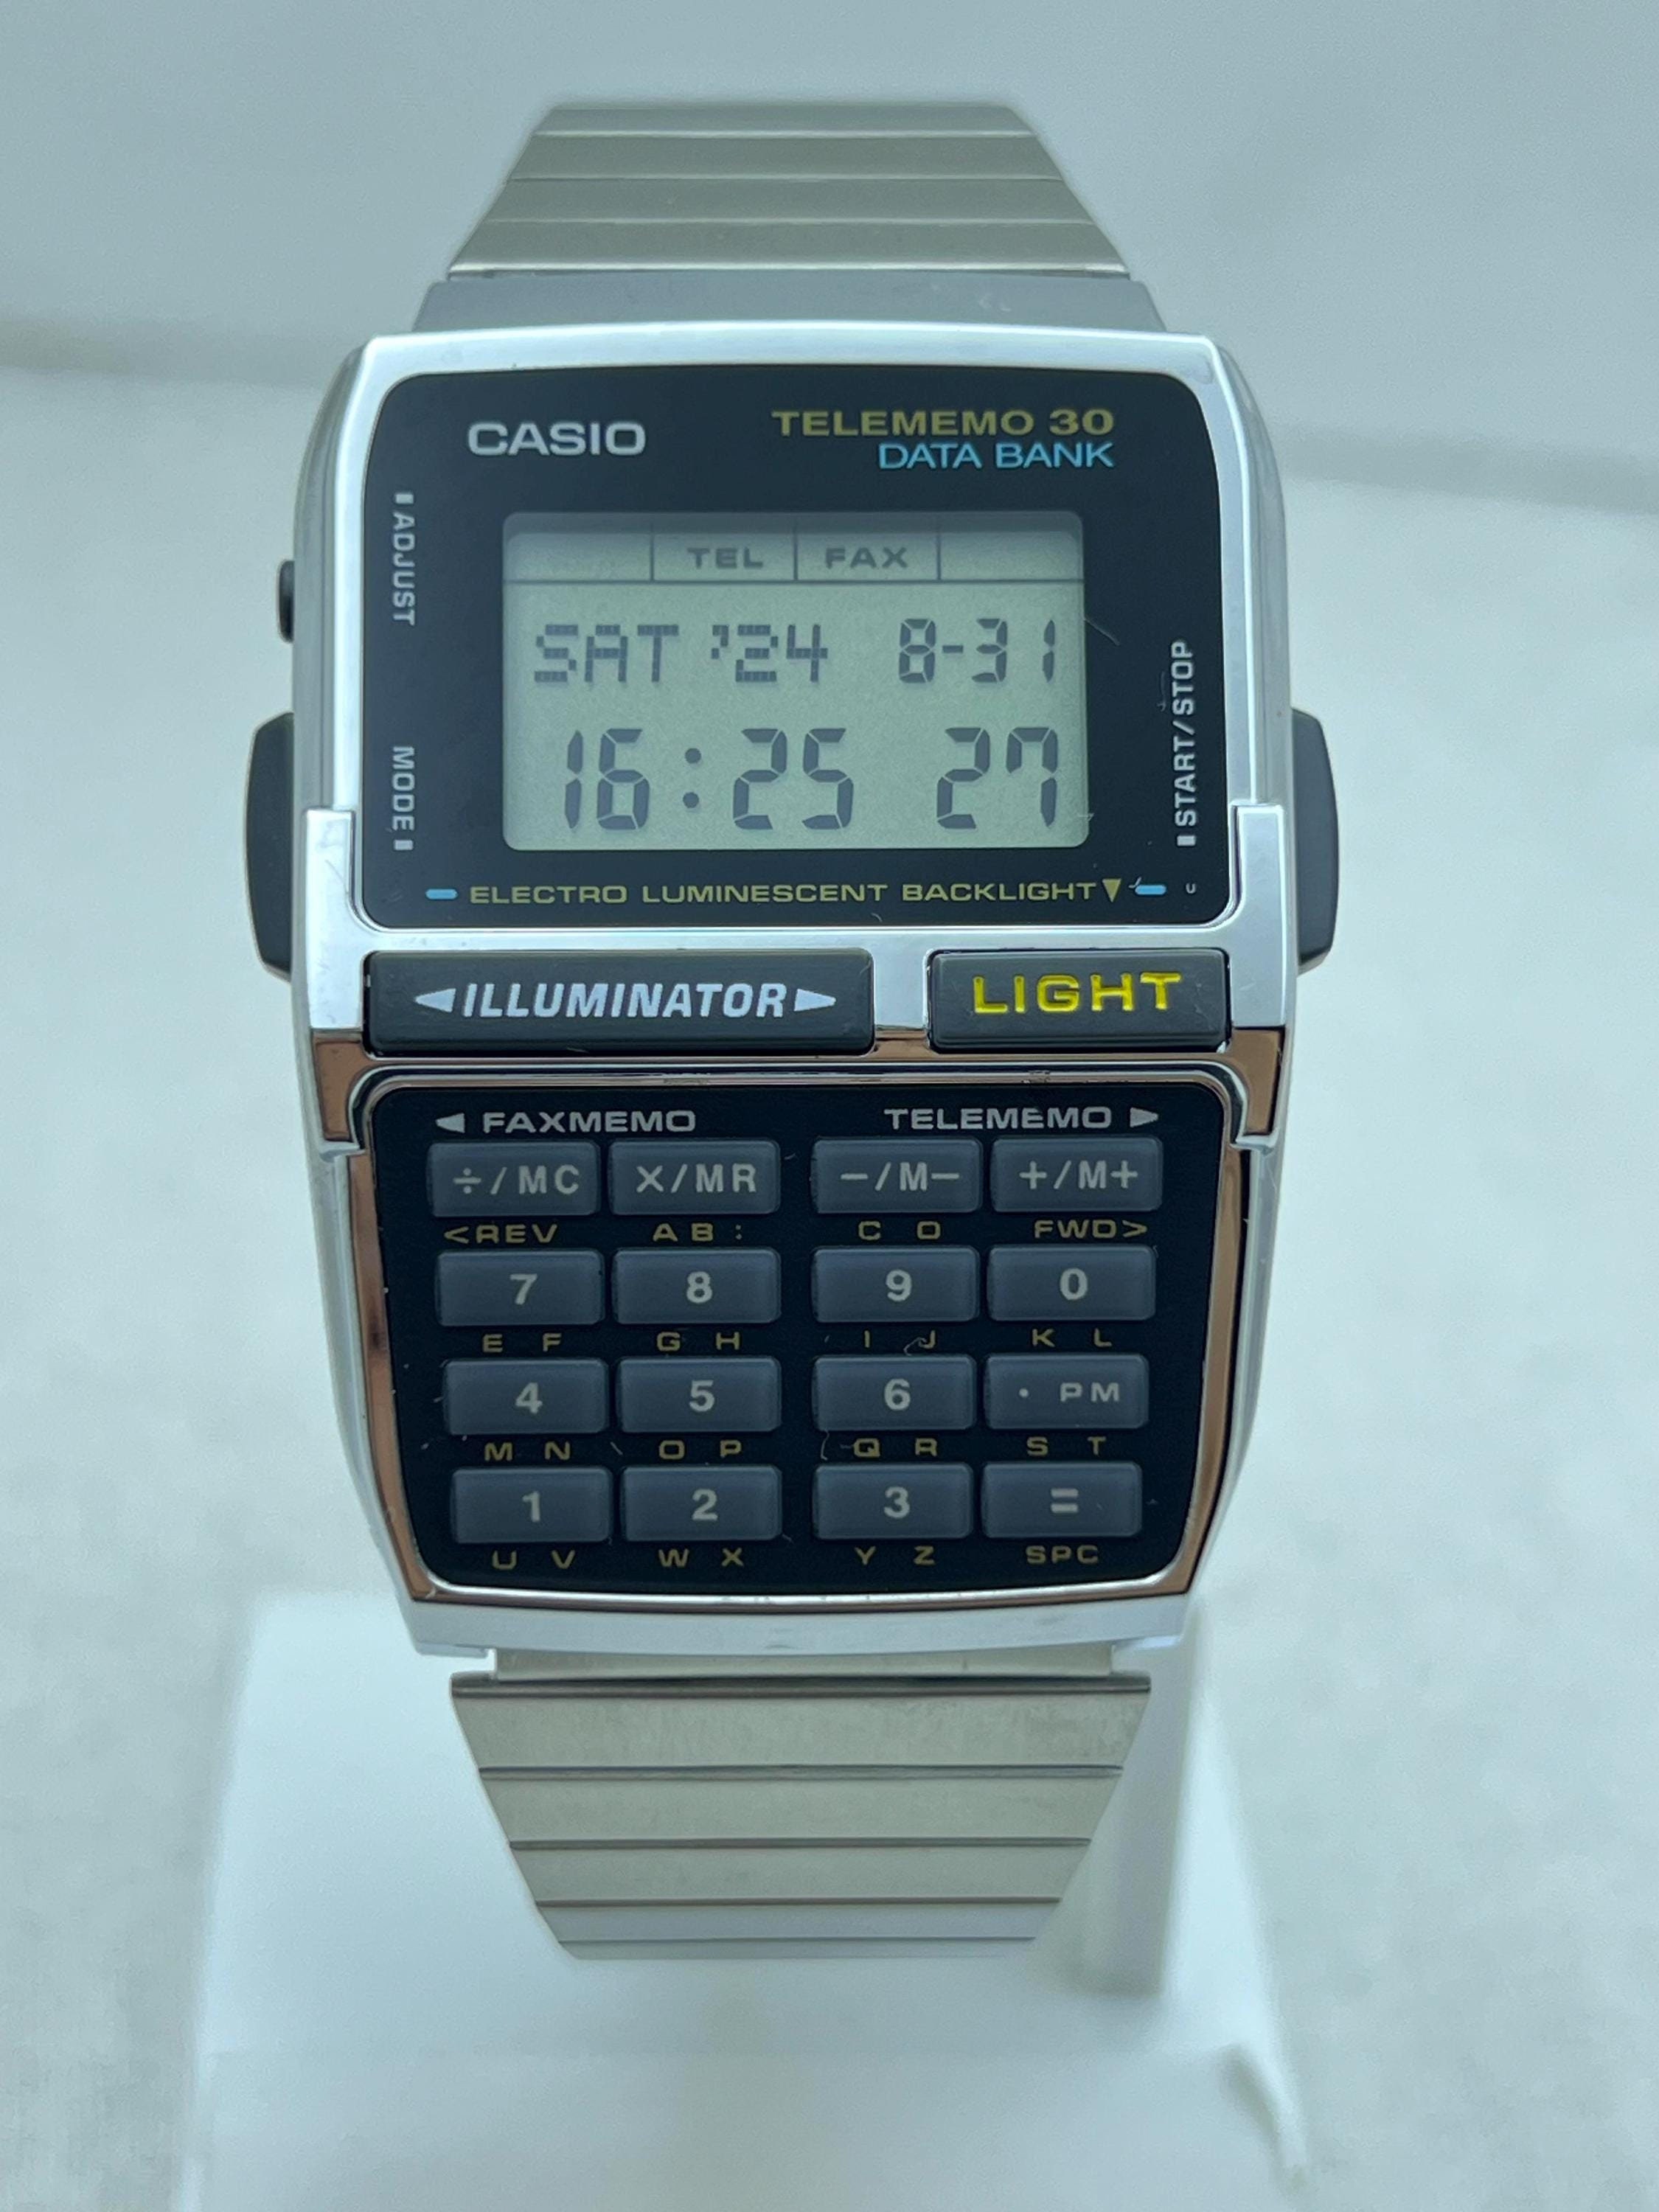 CASIO
TELEMEMO 30
DATA BANK
ADJUST
TEL FAX
SAT '24 8-31
16:25 27
MODE
START/STOP
ELECTRO LUMINESCENT BACKLIGHT▼
◀ILLUMINATOR▶ LIGHT
◀ FAXMEMO TELEMEMO ▶
÷/MC ×/MR −/M− +/M+
<REV A B : C D FWD>
7 8 9 0
E F G H I J K L
4 5 6 · PM
M N O P Q R S T
1 2 3 =
U V W X Y Z SPC